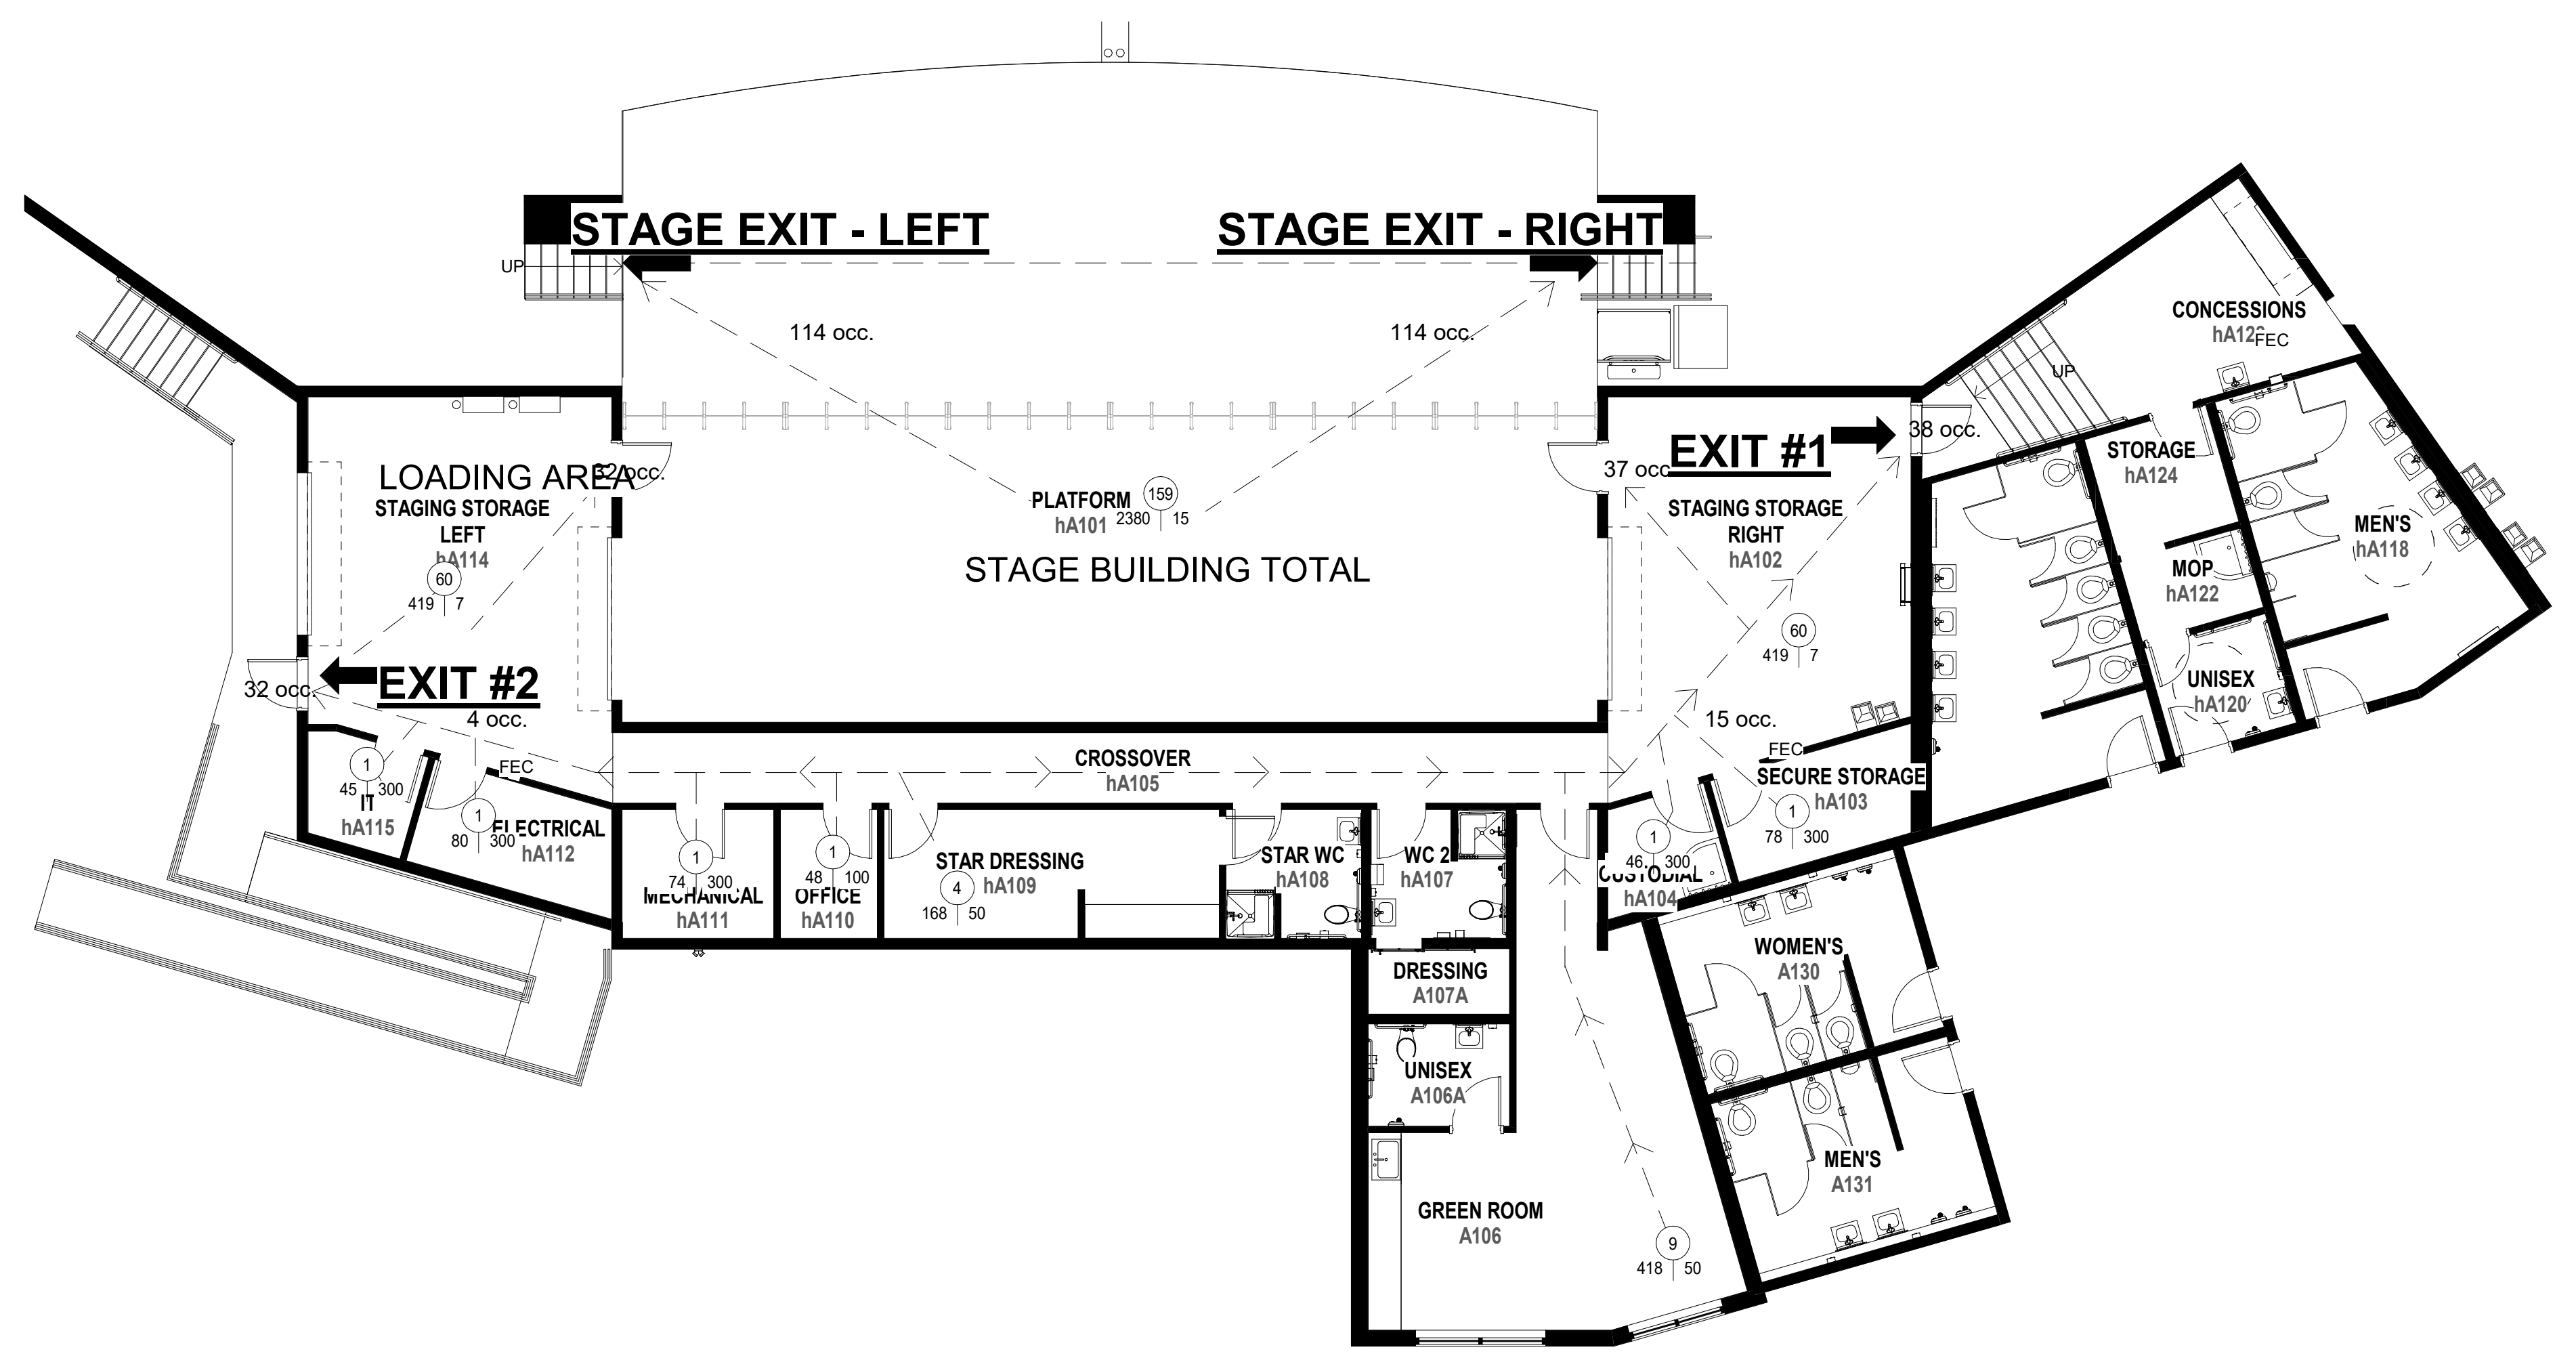 STAGE EXIT - LEFT
STAGE EXIT - RIGHT
UP
114 occ.
114 occ.
CONCESSIONS
FEC
UP
38 occ.
EXIT #1
37 occ
STORAGE
hA124
LOADING AREA
STAGING STORAGE
LEFT
hA114
60
419 7
PLATFORM
hA101
159
2380 15
STAGE BUILDING TOTAL
STAGING STORAGE
RIGHT
hA102
60
419 7
MEN'S
hA118
MOP
hA122
UNISEX
hA120
32 occ.
EXIT #2
4 occ.
15 occ.
FEC
FEC
CROSSOVER
hA105
SECURE STORAGE
hA103
1
78 300
1
45 300
IT
hA115
1
80 300
ELECTRICAL
hA112
1
74 300
MECHANICAL
hA111
1
48 100
OFFICE
hA110
STAR DRESSING
hA109
4
168 50
STAR WC
hA108
WC 2
hA107
1
46 300
CUSTODIAL
hA104
WOMEN'S
A130
DRESSING
A107A
UNISEX
A106A
MEN'S
A131
GREEN ROOM
A106
9
418 50